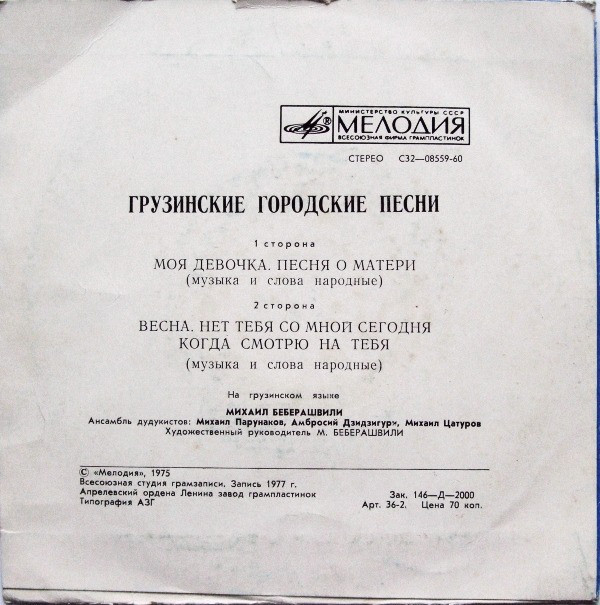 МИНИСТЕРСТВО КУЛЬТУРЫ СССР
МЕЛОДИЯ
ВСЕСОЮЗНАЯ ФИРМА ГРАМПЛАСТИНОК
СТЕРЕО С32—08559-60
ГРУЗИНСКИЕ ГОРОДСКИЕ ПЕСНИ
1 сторона
МОЯ ДЕВОЧКА. ПЕСНЯ О МАТЕРИ
(музыка и слова народные)
2 сторона
ВЕСНА. НЕТ ТЕБЯ СО МНОЙ СЕГОДНЯ
КОГДА СМОТРЮ НА ТЕБЯ
(музыка и слова народные)
На грузинском языке
МИХАИЛ БЕБЕРАШВИЛИ
Ансамбль дудукистов: Михаил Парунаков, Амбросий Дзидзигури, Михаил Цатуров
Художественный руководитель М. БЕБЕРАШВИЛИ
© «Мелодия», 1975
Всесоюзная студия грамзаписи. Запись 1977 г.
Апрелевский ордена Ленина завод грампластинок Зак. 146—Д—2000
Типография АЗГ Арт. 36-2. Цена 70 коп.